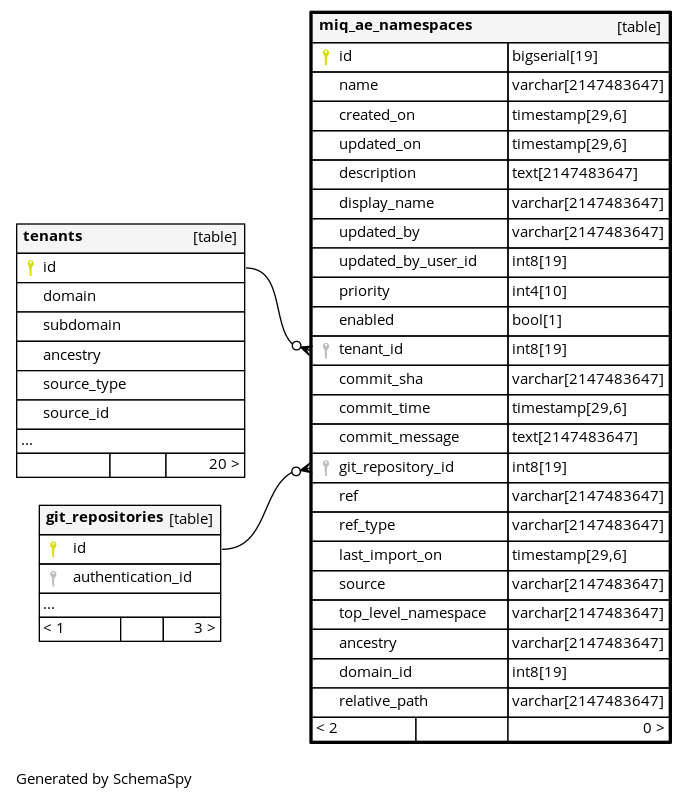 miq_ae_namespaces [table]
id bigserial[19]
name varchar[2147483647]
created_on timestamp[29,6]
updated_on timestamp[29,6]
description text[2147483647]
display_name varchar[2147483647]
updated_by varchar[2147483647]
updated_by_user_id int8[19]
priority int4[10]
enabled bool[1]
tenant_id int8[19]
commit_sha varchar[2147483647]
commit_time timestamp[29,6]
commit_message text[2147483647]
git_repository_id int8[19]
ref varchar[2147483647]
ref_type varchar[2147483647]
last_import_on timestamp[29,6]
source varchar[2147483647]
top_level_namespace varchar[2147483647]
ancestry varchar[2147483647]
domain_id int8[19]
relative_path varchar[2147483647]
< 2 0 >
tenants [table]
id
domain
subdomain
ancestry
source_type
source_id
...
20 >
git_repositories [table]
id
authentication_id
...
< 1 3 >
Generated by SchemaSpy